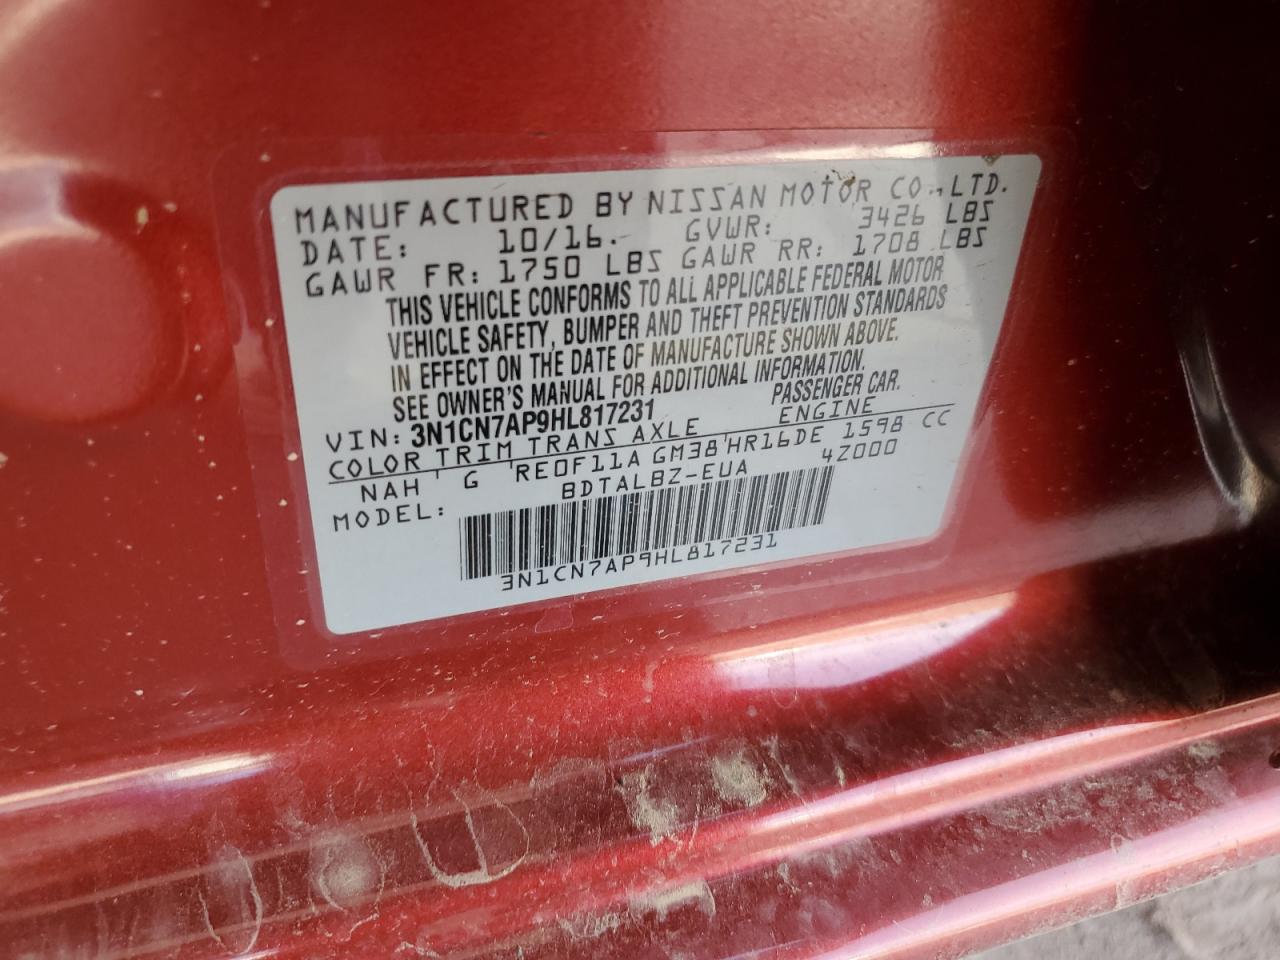 MANUFACTURED BY NISSAN MOTOR CO.,LTD.
DATE: 10/16. GVWR: 3426 LBS
GAWR FR: 1750 LBS GAWR RR: 1708 LBS
THIS VEHICLE CONFORMS TO ALL APPLICABLE FEDERAL MOTOR
VEHICLE SAFETY, BUMPER AND THEFT PREVENTION STANDARDS
IN EFFECT ON THE DATE OF MANUFACTURE SHOWN ABOVE.
SEE OWNER'S MANUAL FOR ADDITIONAL INFORMATION.
VIN: 3N1CN7AP9HL817231 PASSENGER CAR.
COLOR TRIM TRANS AXLE ENGINE
NAH G RE0F11A GM38 HR16DE 1598 CC
MODEL: BDTALBZ-EUA 4Z000
3N1CN7AP9HL817231